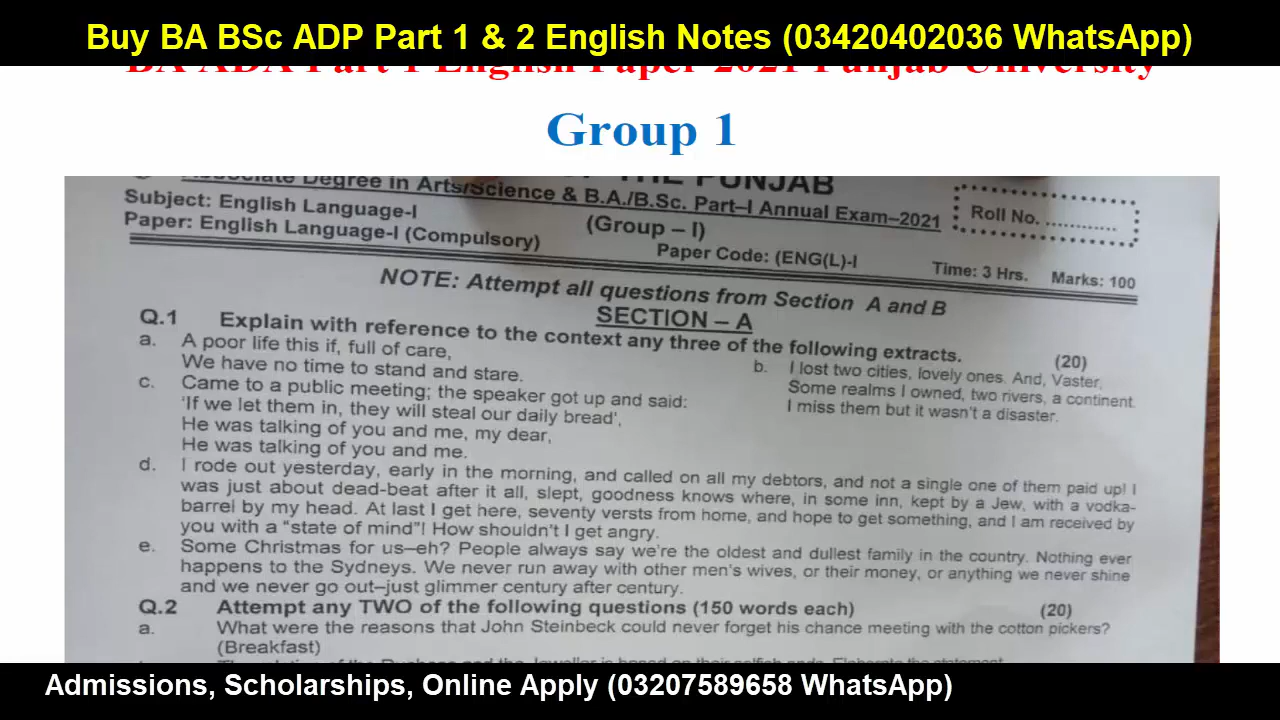 Buy BA BSc ADP Part 1 & 2 English Notes (03420402036 WhatsApp)
BA ADA Part 1 English Paper 2021 Punjab University
Group 1
OF THE PUNJAB
Associate Degree in Arts/Science & B.A./B.Sc. Part–I Annual Exam–2021
Subject: English Language-I
(Group – I)
Roll No. ............
Paper: English Language-I (Compulsory)
Paper Code: (ENG(L)-I
Time: 3 Hrs. Marks: 100
NOTE: Attempt all questions from Section A and B
SECTION – A
Q.1 Explain with reference to the context any three of the following extracts. (20)
a. A poor life this if, full of care,
We have no time to stand and stare.
b. I lost two cities, lovely ones. And, Vaster,
Some realms I owned, two rivers, a continent.
I miss them but it wasn't a disaster.
c. Came to a public meeting; the speaker got up and said:
'If we let them in, they will steal our daily bread',
He was talking of you and me, my dear,
He was talking of you and me.
d. I rode out yesterday, early in the morning, and called on all my debtors, and not a single one of them paid up! I
was just about dead-beat after it all, slept, goodness knows where, in some inn, kept by a Jew, with a vodka-
barrel by my head. At last I get here, seventy versts from home, and hope to get something, and I am received by
you with a "state of mind"! How shouldn't I get angry.
e. Some Christmas for us–eh? People always say we're the oldest and dullest family in the country. Nothing ever
happens to the Sydneys. We never run away with other men's wives, or their money, or anything we never shine
and we never go out–just glimmer century after century.
Q.2 Attempt any TWO of the following questions (150 words each) (20)
a. What were the reasons that John Steinbeck could never forget his chance meeting with the cotton pickers?
(Breakfast)
Admissions, Scholarships, Online Apply (03207589658 WhatsApp)